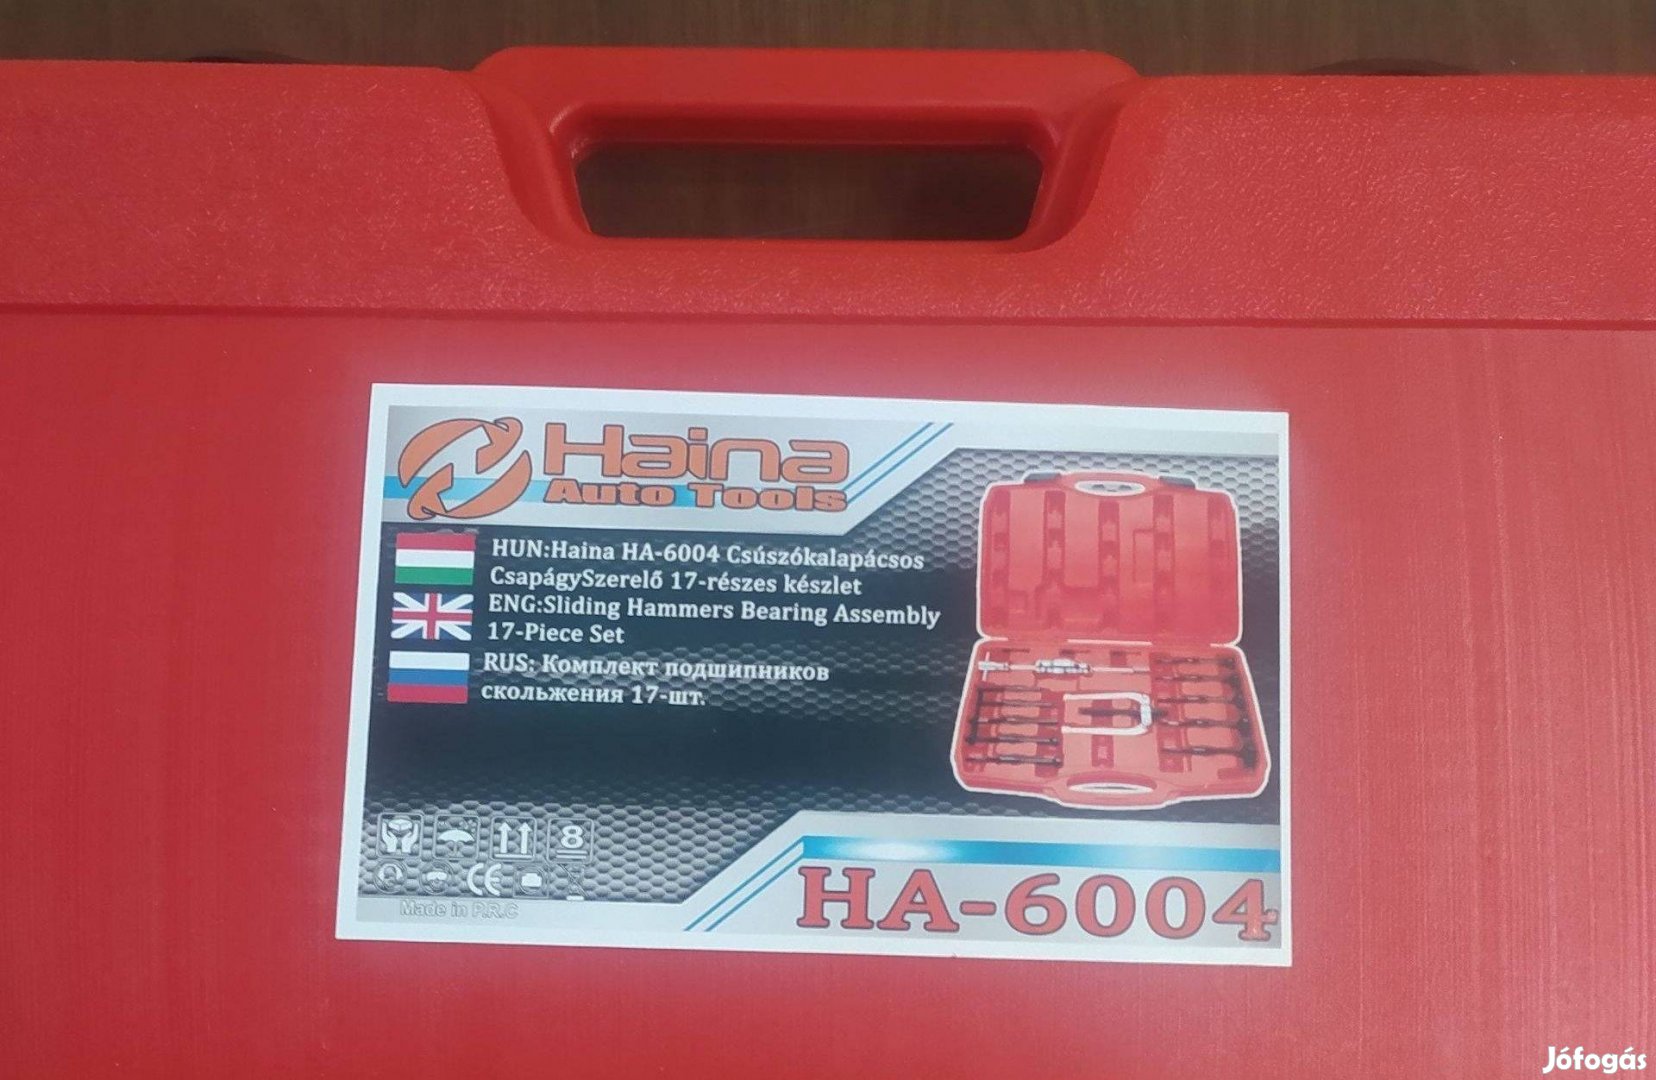 Haina
Auto Tools
HUN:Haina HA-6004 Csúszókalapácsos
CsapágySzerelő 17-részes készlet
ENG:Sliding Hammers Bearing Assembly
17-Piece Set
RUS: Комплект подшипников
скольжения 17-шт.
8
CE
Made in P.R.C
HA-6004
Jófogás